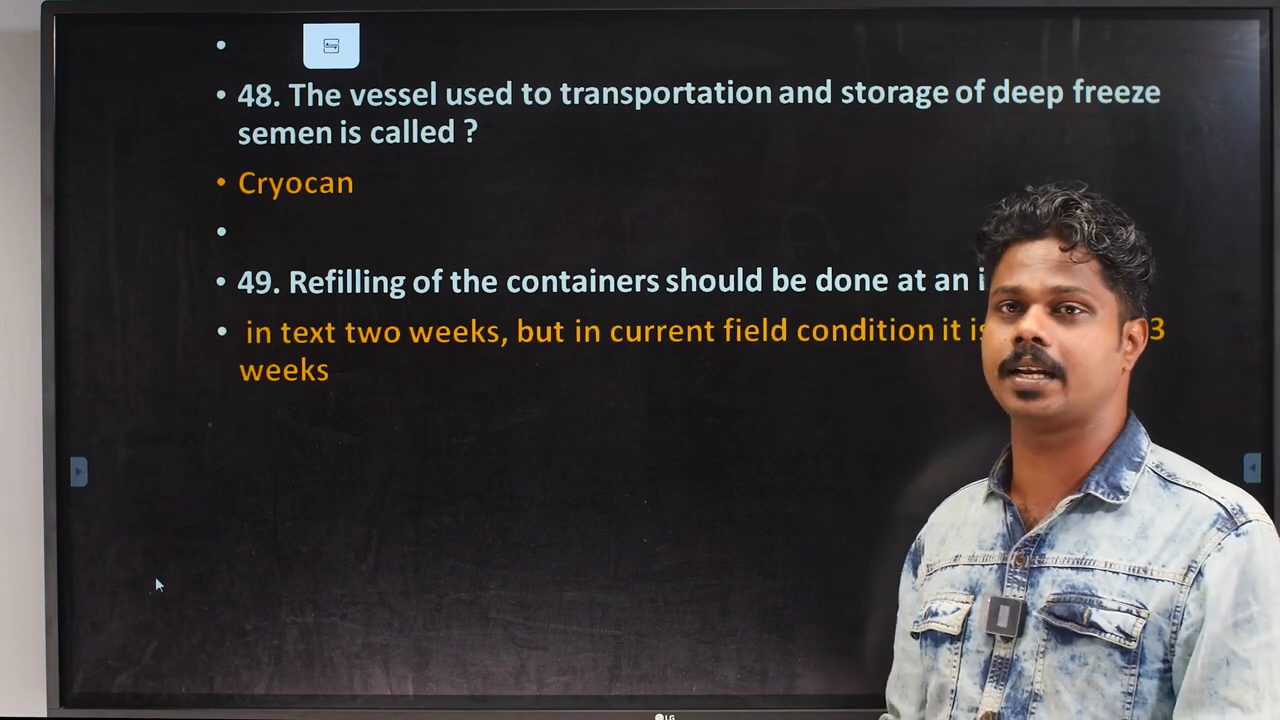 48. The vessel used to transportation and storage of deep freeze
semen is called ?
Cryocan
49. Refilling of the containers should be done at an
in text two weeks, but in current field condition it 3
weeks
LG